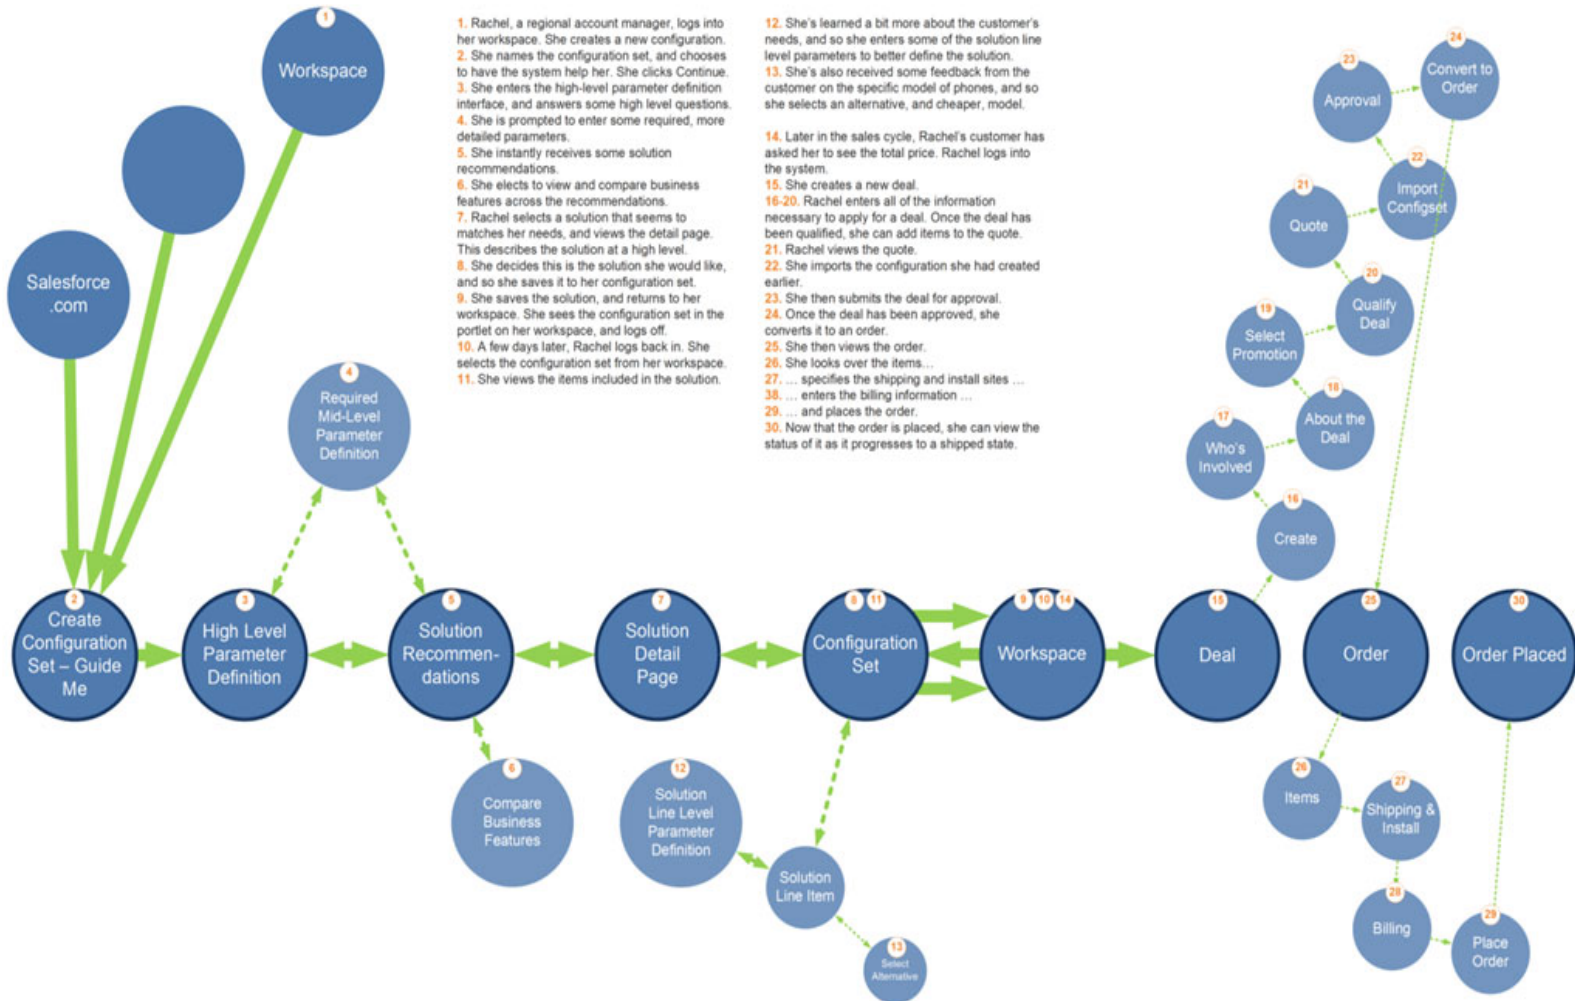 1
Workspace
Salesforce
.com
1. Rachel, a regional account manager, logs into
her workspace. She creates a new configuration.
2. She names the configuration set, and chooses
to have the system help her. She clicks Continue.
3. She enters the high-level parameter definition
interface, and answers some high level questions.
4. She is prompted to enter some required, more
detailed parameters.
5. She instantly receives some solution
recommendations.
6. She elects to view and compare business
features across the recommendations.
7. Rachel selects a solution that seems to
matches her needs, and views the detail page.
This describes the solution at a high level.
8. She decides this is the solution she would like,
and so she saves it to her configuration set.
9. She saves the solution, and returns to her
workspace. She sees the configuration set in the
portlet on her workspace, and logs off.
10. A few days later, Rachel logs back in. She
selects the configuration set from her workspace.
11. She views the items included in the solution.
12. She's learned a bit more about the customer's
needs, and so she enters some of the solution line
level parameters to better define the solution.
13. She's also received some feedback from the
customer on the specific model of phones, and so
she selects an alternative, and cheaper, model.
14. Later in the sales cycle, Rachel's customer has
asked her to see the total price. Rachel logs into
the system.
15. She creates a new deal.
16-20. Rachel enters all of the information
necessary to apply for a deal. Once the deal has
been qualified, she can add items to the quote.
21. Rachel views the quote.
22. She imports the configuration she had created
earlier.
23. She then submits the deal for approval.
24. Once the deal has been approved, she
converts it to an order.
25. She then views the order.
26. She looks over the items…
27. … specifies the shipping and install sites …
38. … enters the billing information …
29. … and places the order.
30. Now that the order is placed, she can view the
status of it as it progresses to a shipped state.
24
Convert to
Order
23
Approval
22
Import
Configset
21
Quote
20
Qualify
Deal
19
Select
Promotion
18
About the
Deal
17
Who's
Involved
16
Create
4
Required
Mid-Level
Parameter
Definition
2
Create
Configuration
Set – Guide
Me
3
High Level
Parameter
Definition
5
Solution
Recommen-
dations
7
Solution
Detail
Page
8 11
Configuration
Set
9 10 14
Workspace
15
Deal
25
Order
30
Order Placed
6
Compare
Business
Features
12
Solution
Line Level
Parameter
Definition
Solution
Line Item
13
Select
Alternative
26
Items
27
Shipping &
Install
28
Billing
29
Place
Order